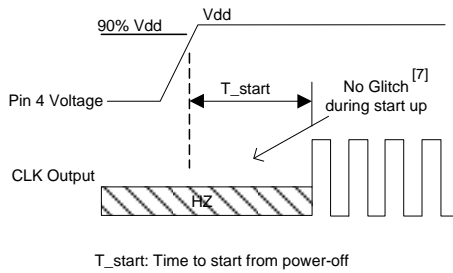 Vdd
90% Vdd
T_start
No Glitch [7]
during start up
Pin 4 Voltage
CLK Output
HZ
T_start: Time to start from power-off